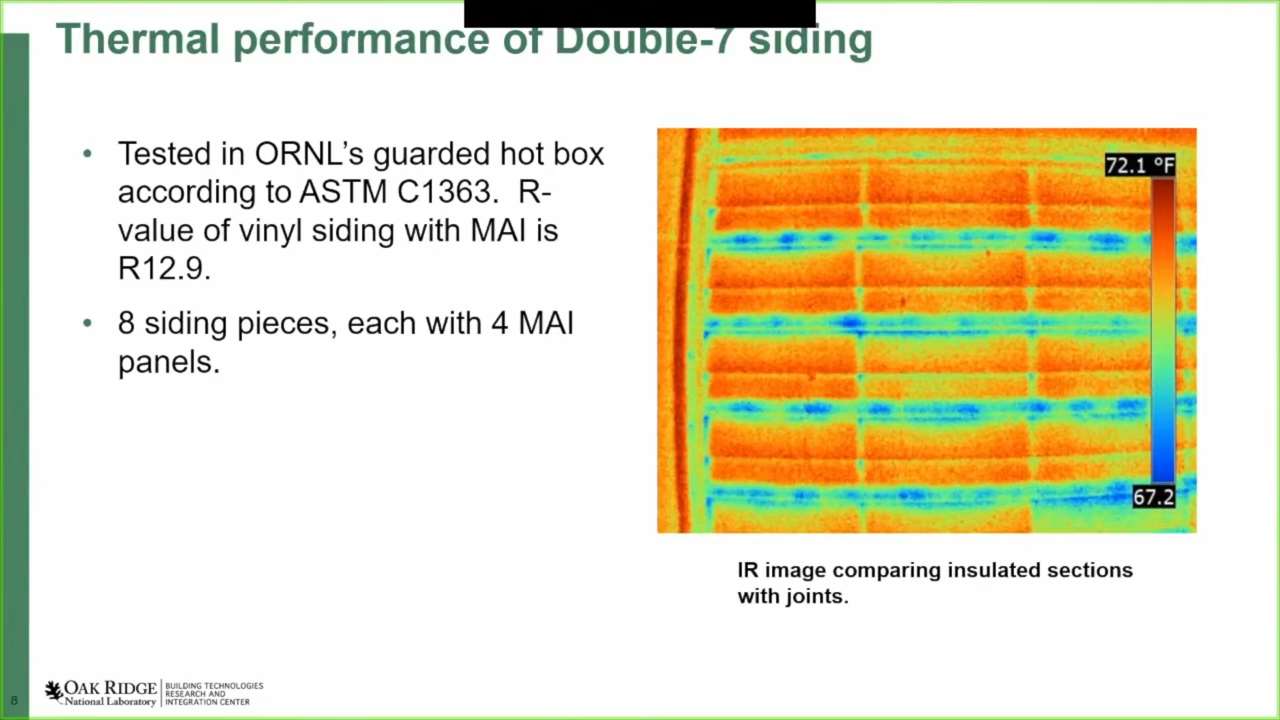 Thermal performance of Double-7 siding
• Tested in ORNL's guarded hot box
according to ASTM C1363.  R-
value of vinyl siding with MAI is
R12.9.
• 8 siding pieces, each with 4 MAI
panels.
72.1 °F
67.2
IR image comparing insulated sections
with joints.
8
OAK RIDGE
National Laboratory
BUILDING TECHNOLOGIES
RESEARCH AND
INTEGRATION CENTER